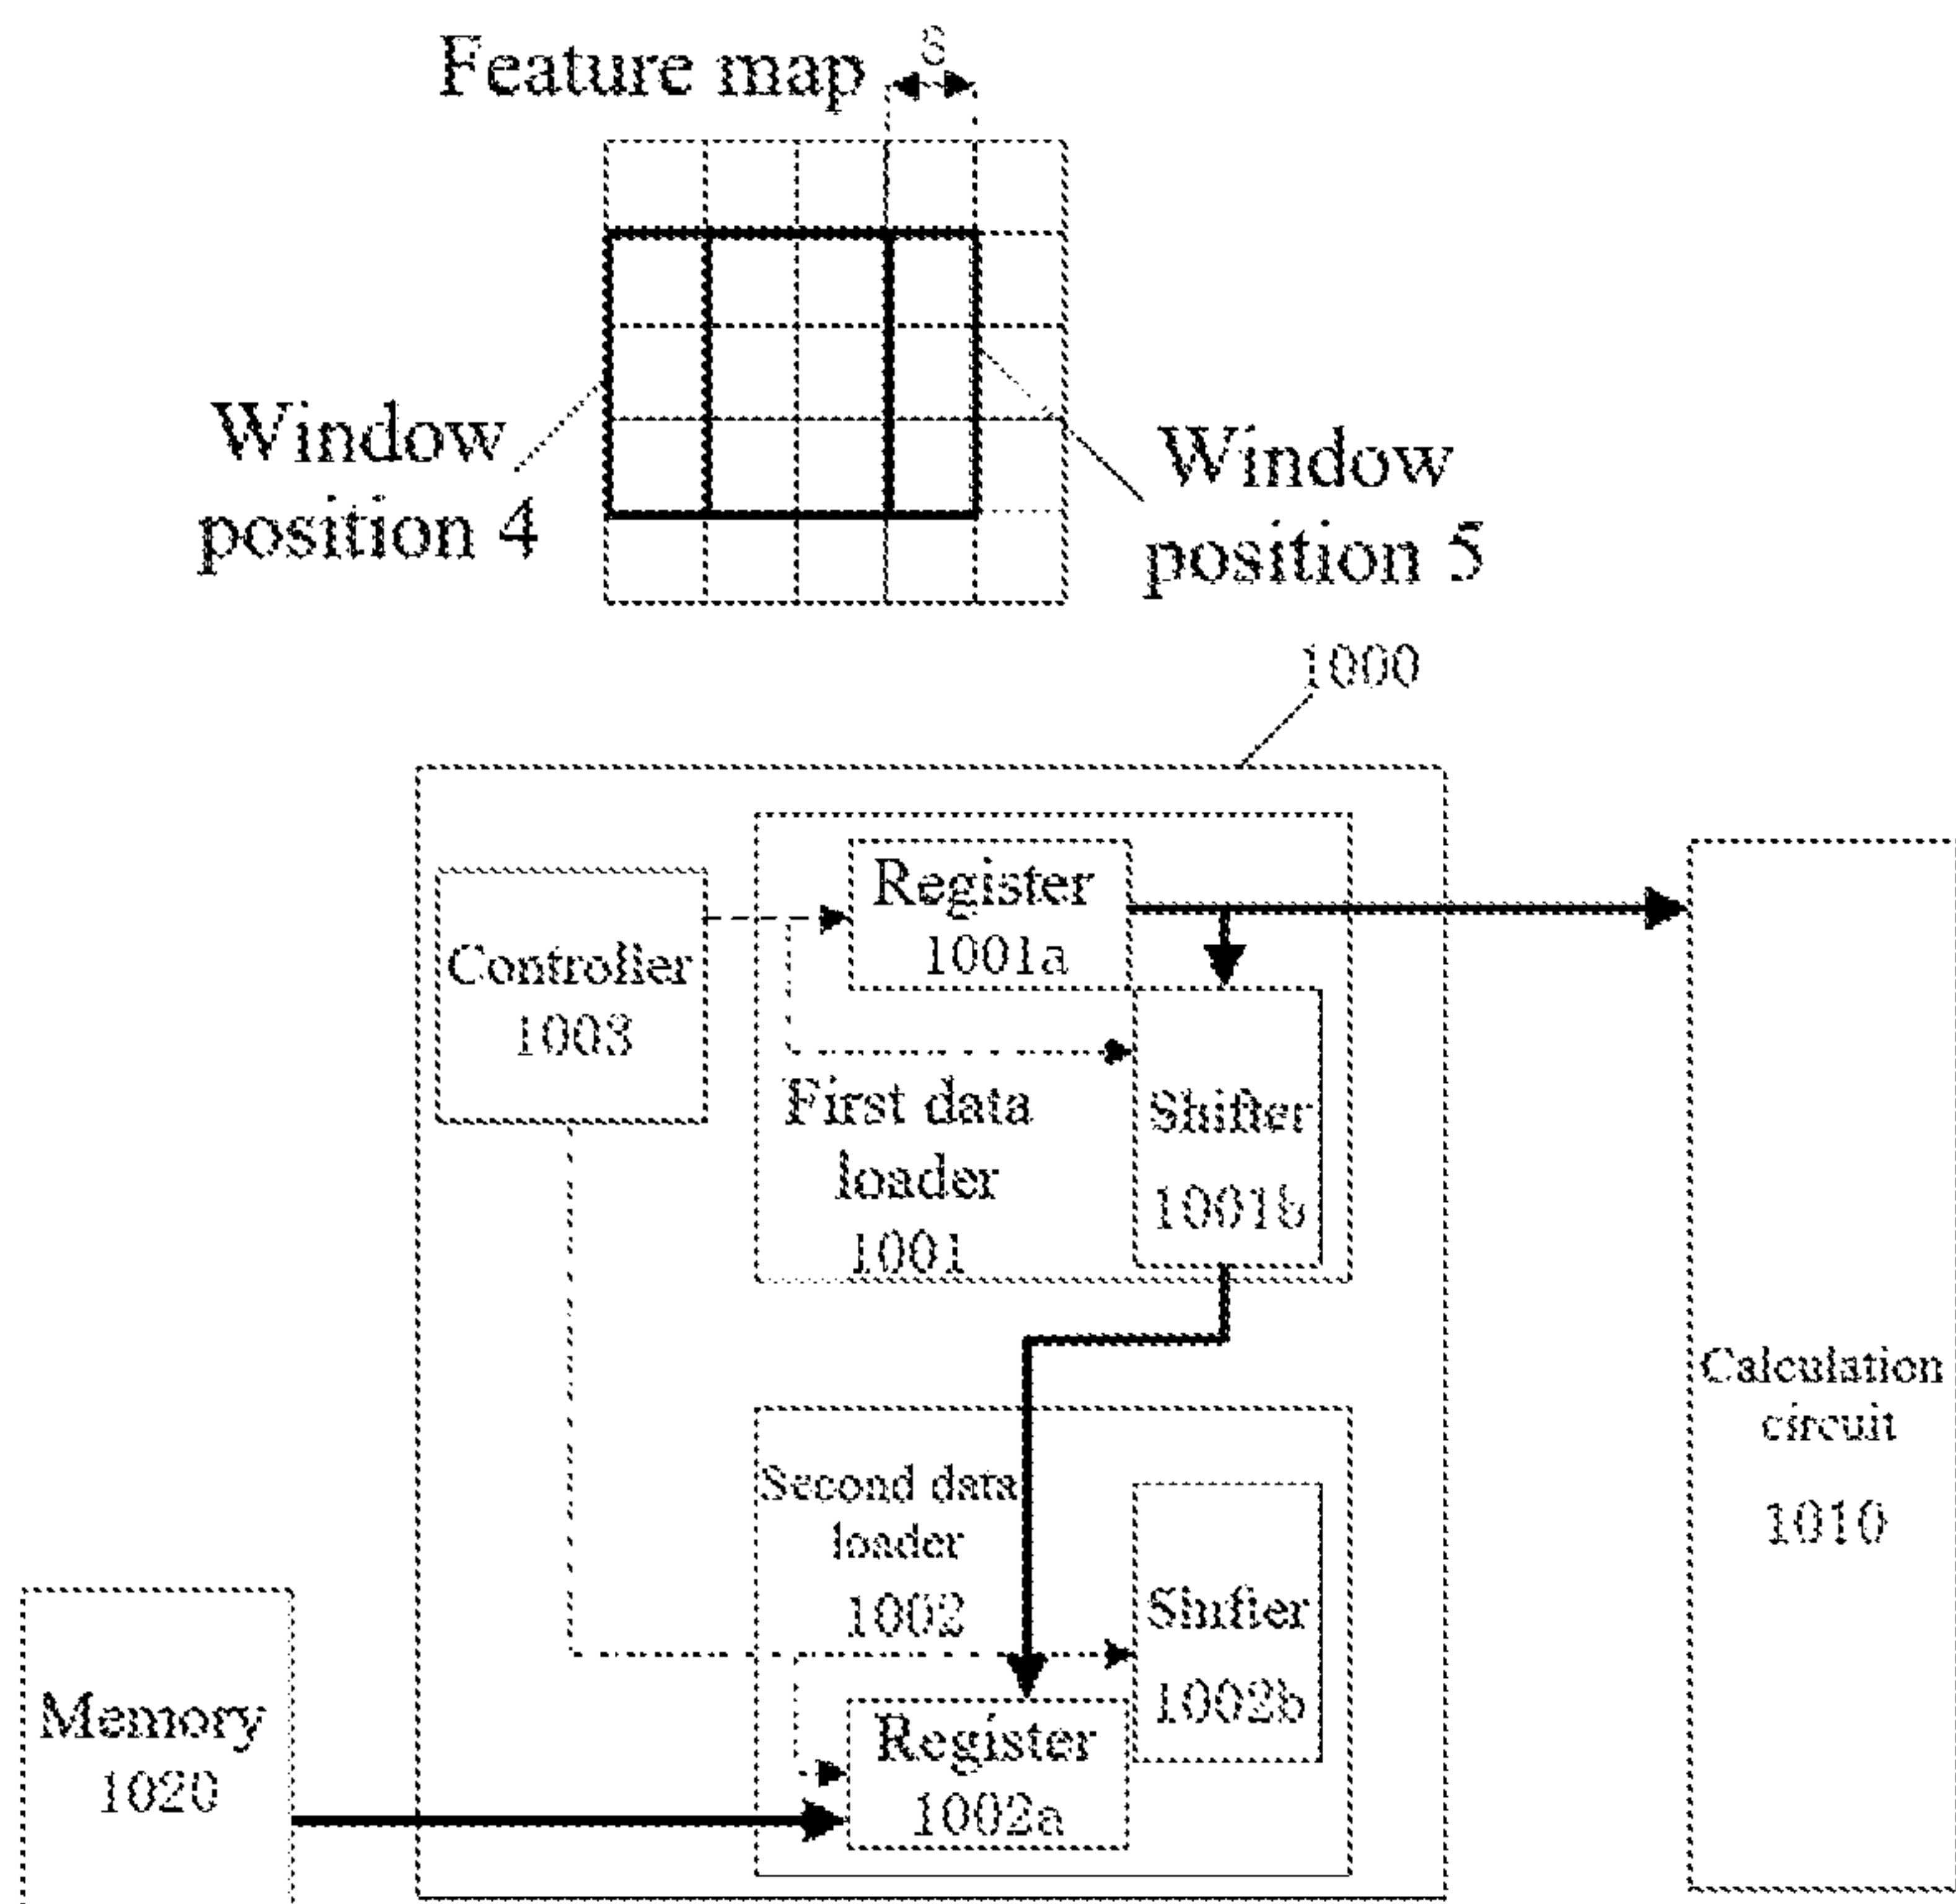 Feature map
S
Window
position 4
Window
position 5
1000
Register
1001a
Controller
1003
First data
loader
1001
Shifter
1001b
Calculation
circuit
1010
Second data
loader
1002
Shifter
1002b
Memory
1020
Register
1002a